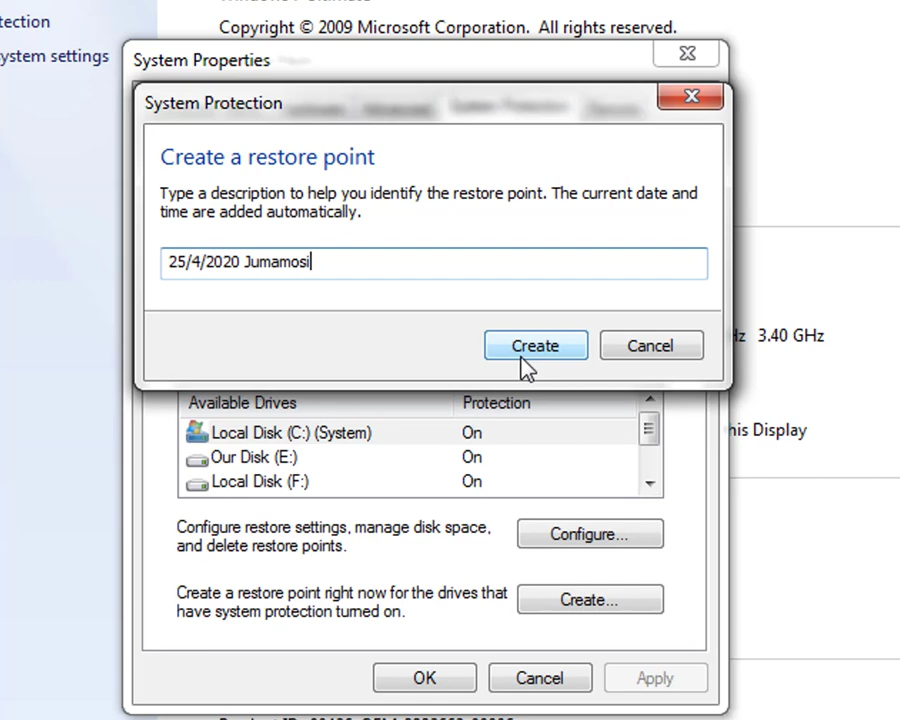 tection
Copyright © 2009 Microsoft Corporation.  All rights reserved.
ystem settings
System Properties
System Protection
Create a restore point
Type a description to help you identify the restore point. The current date and
time are added automatically.
25/4/2020 Jumamosi
Create
Cancel
Hz  3.40 GHz
Available Drives
Protection
Local Disk (C:) (System)
On
his Display
Our Disk (E:)
On
Local Disk (F:)
On
Configure restore settings, manage disk space,
and delete restore points.
Configure...
Create a restore point right now for the drives that
have system protection turned on.
Create...
OK
Cancel
Apply